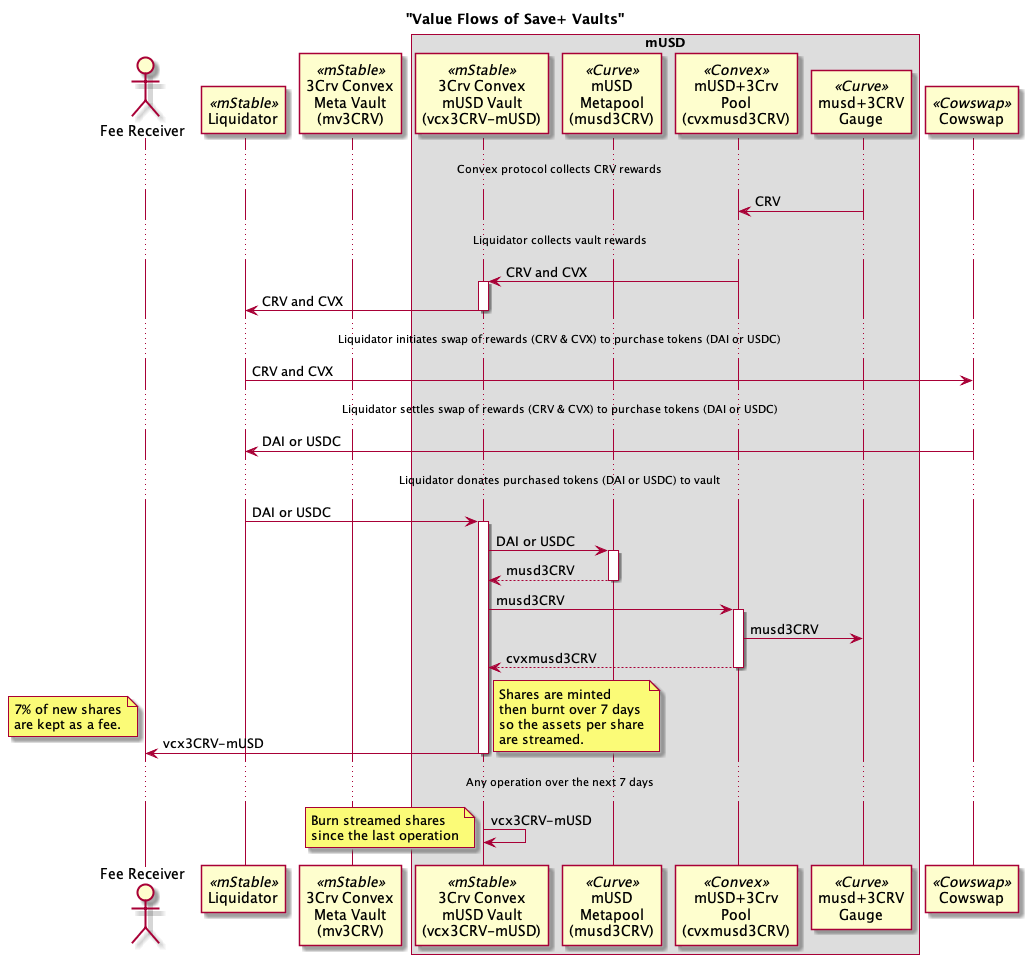 "Value Flows of Save+ Vaults"
mUSD
Fee Receiver
«mStable»
Liquidator
«mStable»
3Crv Convex
Meta Vault
(mv3CRV)
«mStable»
3Crv Convex
mUSD Vault
(vcx3CRV-mUSD)
«Curve»
mUSD
Metapool
(musd3CRV)
«Convex»
mUSD+3Crv
Pool
(cvxmusd3CRV)
«Curve»
musd+3CRV
Gauge
«Cowswap»
Cowswap
Convex protocol collects CRV rewards
CRV
Liquidator collects vault rewards
CRV and CVX
CRV and CVX
Liquidator initiates swap of rewards (CRV & CVX) to purchase tokens (DAI or USDC)
CRV and CVX
Liquidator settles swap of rewards (CRV & CVX) to purchase tokens (DAI or USDC)
DAI or USDC
Liquidator donates purchased tokens (DAI or USDC) to vault
DAI or USDC
DAI or USDC
musd3CRV
musd3CRV
musd3CRV
cvxmusd3CRV
Shares are minted
then burnt over 7 days
so the assets per share
are streamed.
7% of new shares
are kept as a fee.
vcx3CRV-mUSD
Any operation over the next 7 days
Burn streamed shares
since the last operation
vcx3CRV-mUSD
Fee Receiver
«mStable»
Liquidator
«mStable»
3Crv Convex
Meta Vault
(mv3CRV)
«mStable»
3Crv Convex
mUSD Vault
(vcx3CRV-mUSD)
«Curve»
mUSD
Metapool
(musd3CRV)
«Convex»
mUSD+3Crv
Pool
(cvxmusd3CRV)
«Curve»
musd+3CRV
Gauge
«Cowswap»
Cowswap